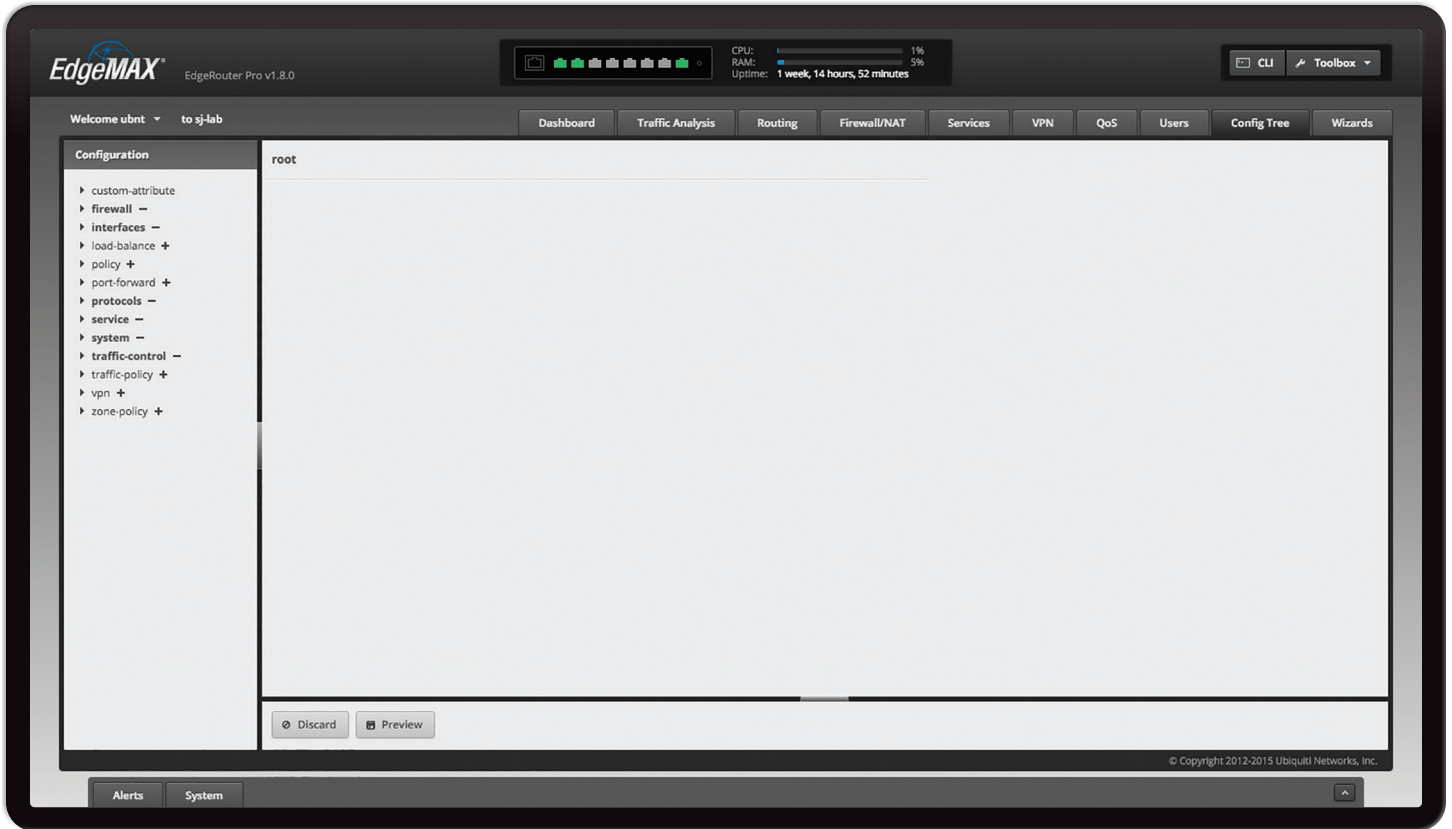 EdgeMAX®
EdgeRouter Pro v1.8.0
CPU: 1%
RAM: 5%
Uptime: 1 week, 14 hours, 52 minutes
CLI
Toolbox
Welcome ubnt to sj-lab
Dashboard
Traffic Analysis
Routing
Firewall/NAT
Services
VPN
QoS
Users
Config Tree
Wizards
Configuration
custom-attribute
firewall −
interfaces −
load-balance +
policy +
port-forward +
protocols −
service −
system −
traffic-control −
traffic-policy +
vpn +
zone-policy +
root
Discard
Preview
© Copyright 2012-2015 Ubiquiti Networks, Inc.
Alerts
System